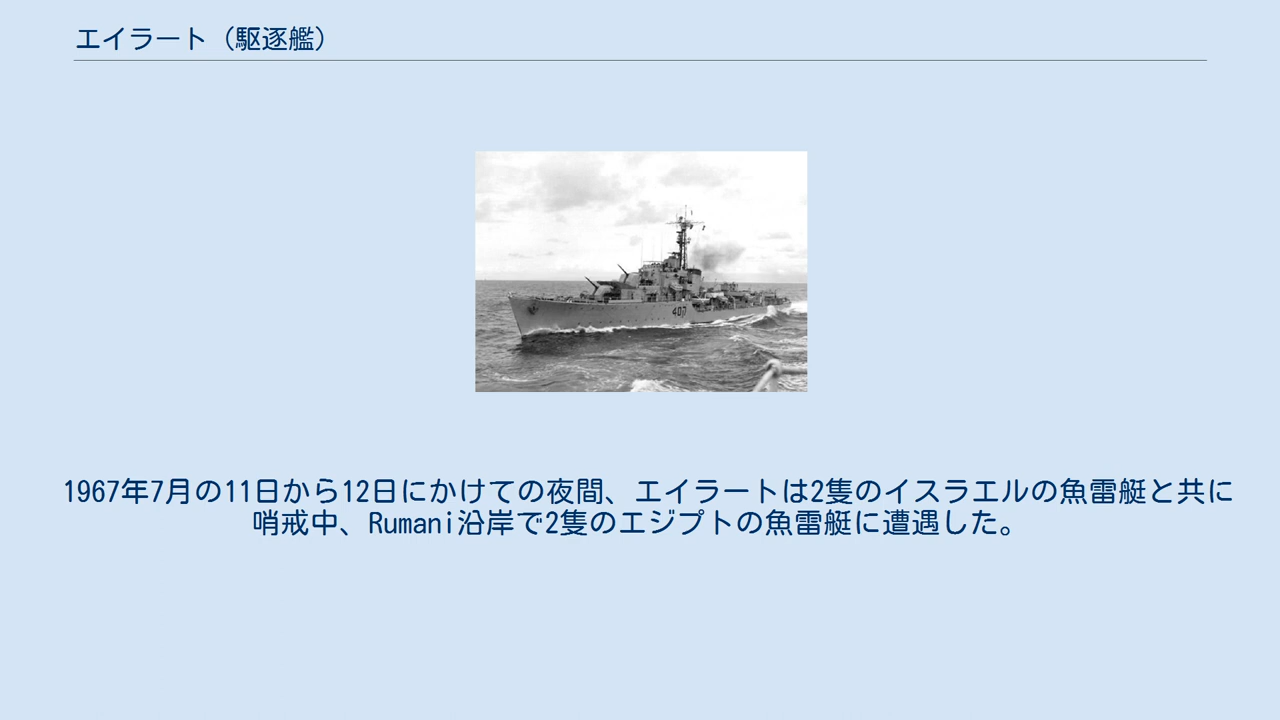 エイラート（駆逐艦）
1967年7月の11日から12日にかけての夜間、エイラートは2隻のイスラエルの魚雷艇と共に
哨戒中、Rumani沿岸で2隻のエジプトの魚雷艇に遭遇した。